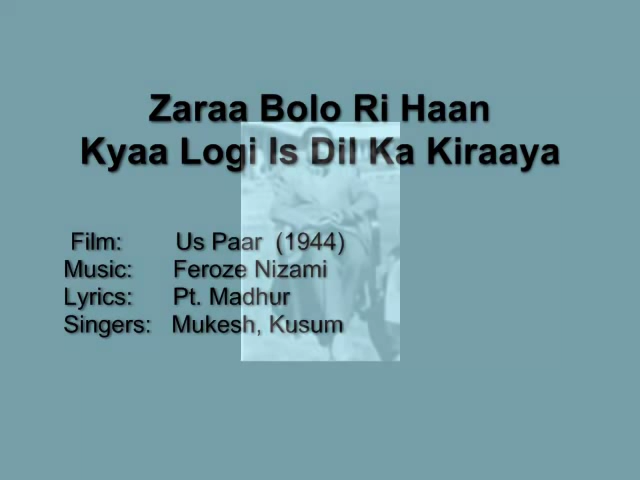 Zaraa Bolo Ri Haan
Kyaa Logi Is Dil Ka Kiraaya
Film: Us Paar (1944)
Music: Feroze Nizami
Lyrics: Pt. Madhur
Singers: Mukesh, Kusum